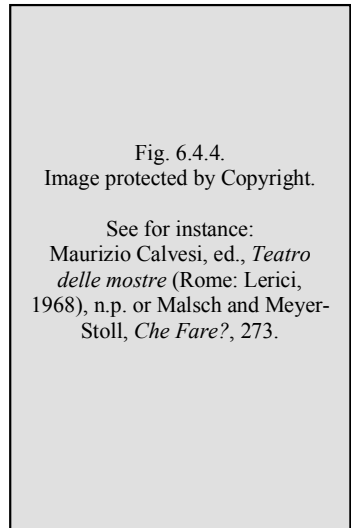 Fig. 6.4.4.
Image protected by Copyright.
See for instance:
Maurizio Calvesi, ed., Teatro
delle mostre (Rome: Lerici,
1968), n.p. or Malsch and Meyer-
Stoll, Che Fare?, 273.